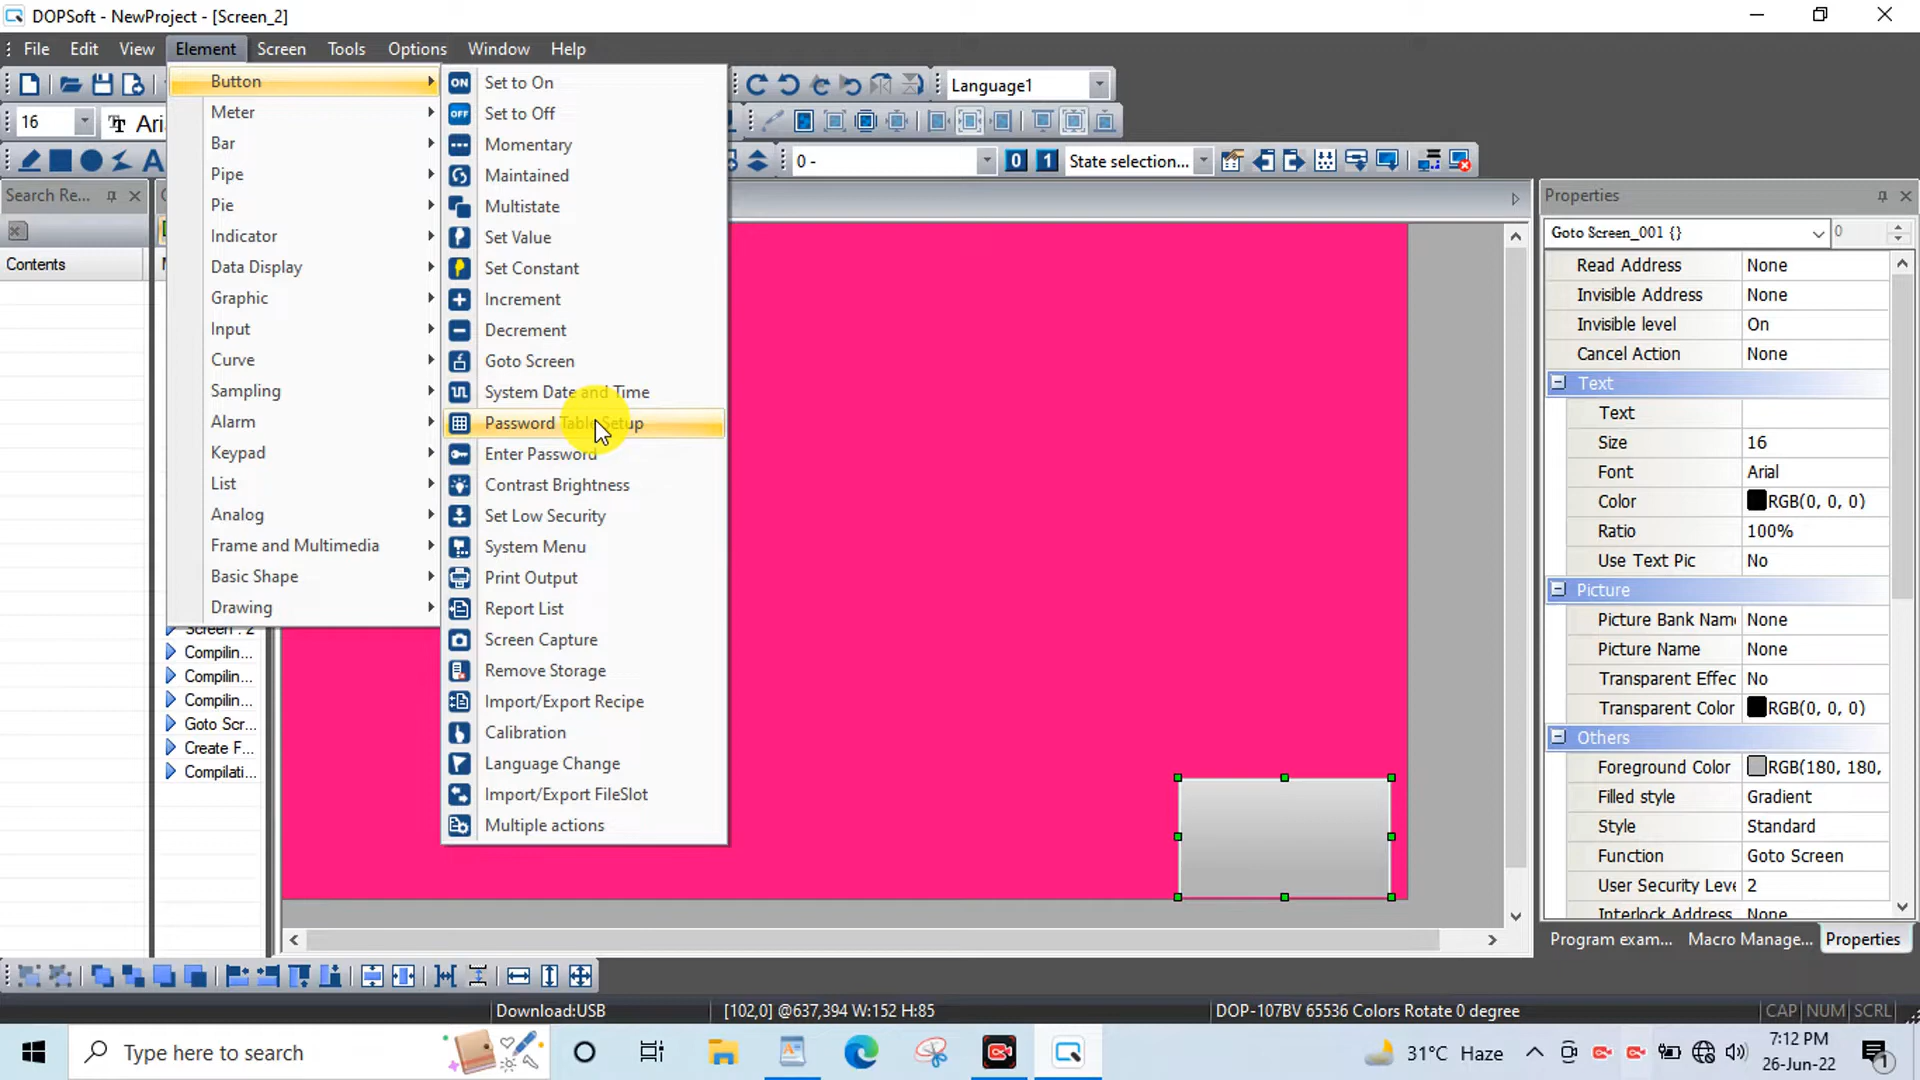 DOPSoft - NewProject - [Screen_2]
File Edit View Element Screen Tools Options Window Help
Language1
16 Ari
0 - 0 1 State selection...
Search Re...
Contents
Button
Meter
Bar
Pipe
Pie
Indicator
Data Display
Graphic
Input
Curve
Sampling
Alarm
Keypad
List
Analog
Frame and Multimedia
Basic Shape
Drawing
ON Set to On
OFF Set to Off
Momentary
Maintained
Multistate
Set Value
Set Constant
Increment
Decrement
Goto Screen
System Date and Time
Password Table Setup
Enter Password
Contrast Brightness
Set Low Security
System Menu
Print Output
Report List
Screen Capture
Remove Storage
Import/Export Recipe
Calibration
Language Change
Import/Export FileSlot
Multiple actions
Screen : 2
Compilin...
Compilin...
Compilin...
Goto Scr...
Create F...
Compilati...
Properties
Goto Screen_001 {} 0
Read Address None
Invisible Address None
Invisible level On
Cancel Action None
Text
Text
Size 16
Font Arial
Color RGB(0, 0, 0)
Ratio 100%
Use Text Pic No
Picture
Picture Bank Nam
Picture Name None
Transparent Effec No
Transparent Color RGB(0, 0, 0)
Others
Foreground Color RGB(180, 180,
Filled style Gradient
Style Standard
Function Goto Screen
User Security Leve 2
Interlock Address None
Program exam... Macro Manage... Properties
Download:USB [102,0] @637,394 W:152 H:85 DOP-107BV 65536 Colors Rotate 0 degree CAP NUM SCRL
Type here to search
31°C Haze
7:12 PM
26-Jun-22
1